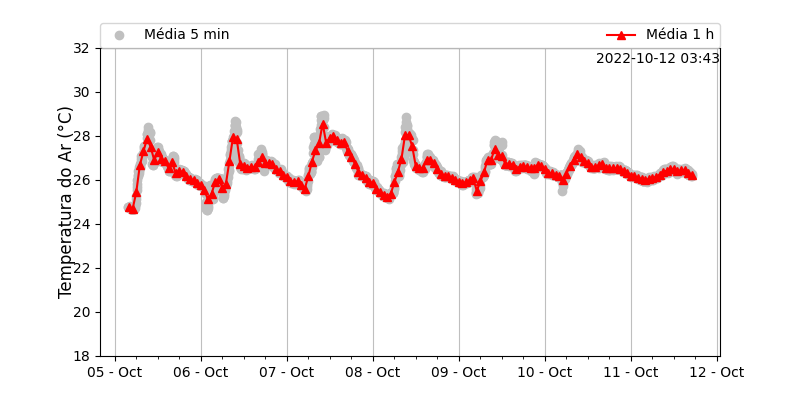 Média 5 min
Média 1 h
2022-10-12 03:43
Temperatura do Ar (°C)
32
30
28
26
24
22
20
18
05 - Oct
06 - Oct
07 - Oct
08 - Oct
09 - Oct
10 - Oct
11 - Oct
12 - Oct